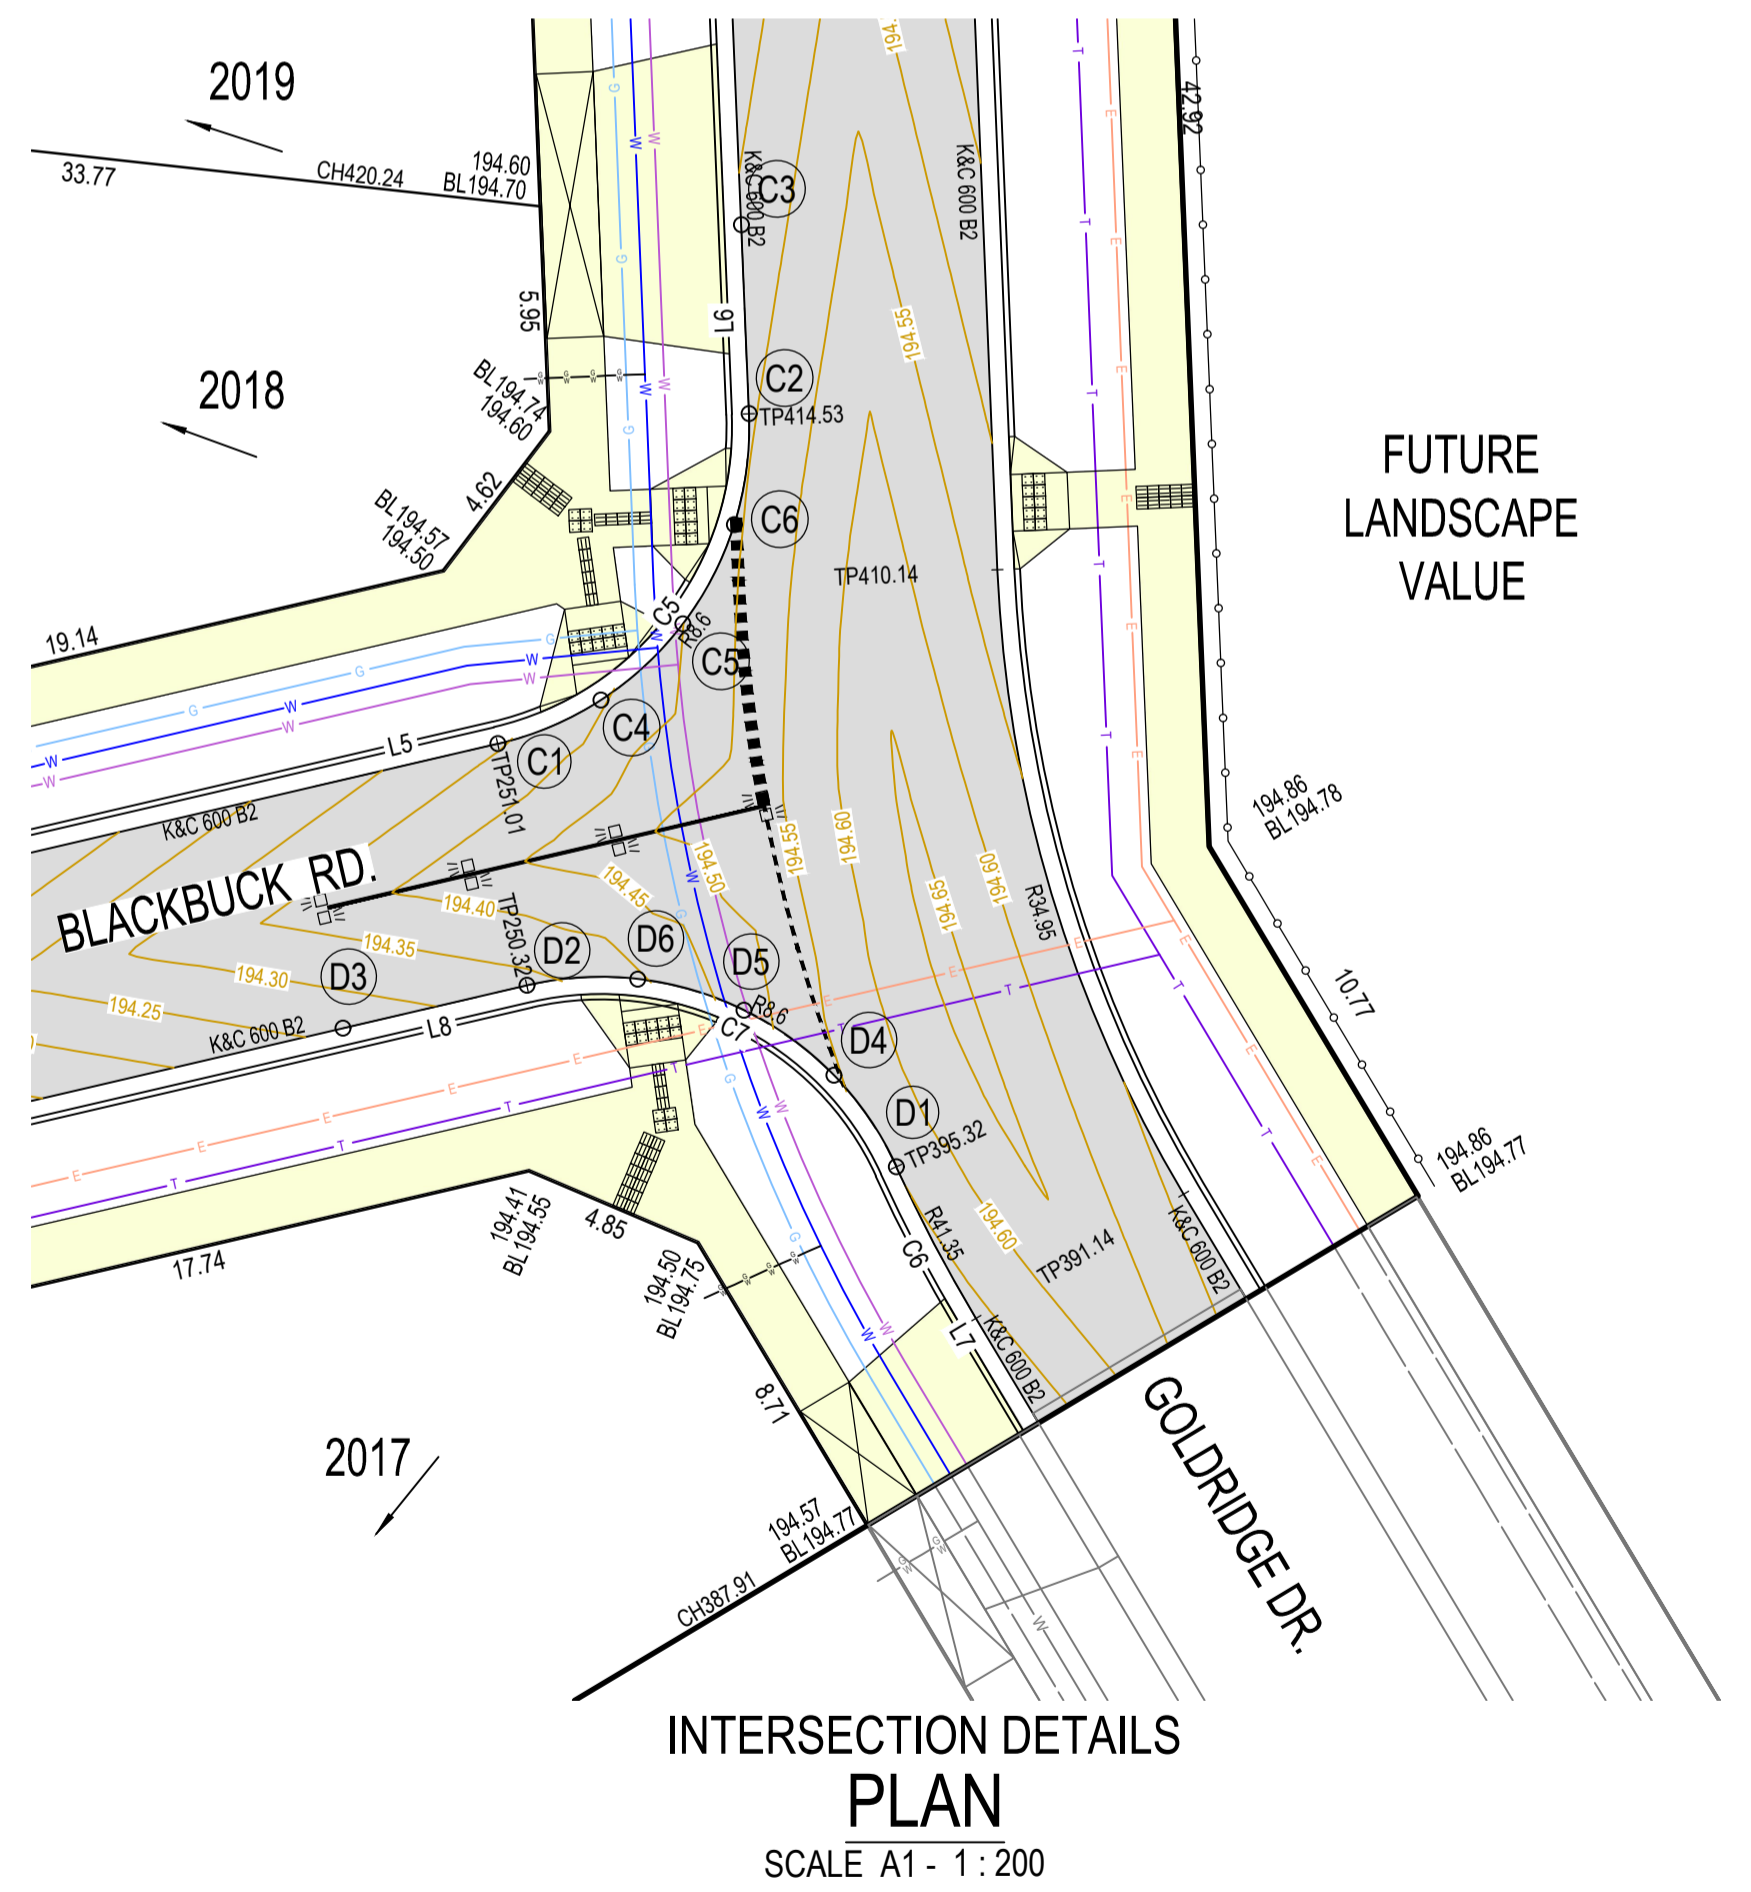 2019
33.77
CH420.24
194.60
BL194.70
K&C 600 B2
C3
K&C 600 B2
194.
42.92
5.95
L6
194.55
2018
BL194.74
194.60
C2
TP414.53
4.62
BL194.57
194.50
C6
FUTURE
LANDSCAPE
VALUE
TP410.14
19.14
C5
R8.6
C5
C4
L5
C1
TP251.01
K&C 600 B2
BLACKBUCK RD.
194.86
BL194.78
194.55
194.60
194.50
194.45
194.40
194.35
194.30
194.25
194.65
194.60
R34.95
TP250.32
D2
D6
D5
D3
R8.6
C7
D4
K&C 600 B2
L8
10.77
D1
TP395.32
194.86
BL194.77
194.41
BL194.55
4.85
17.74
194.50
BL194.75
R41.35
C6
194.60
TP391.14
K&C 600 B2
L7
K&C 600 B2
8.71
GOLDRIDGE DR.
2017
194.57
BL194.77
CH387.91
G
W
W
T
E
INTERSECTION DETAILS
PLAN
SCALE A1 - 1 : 200